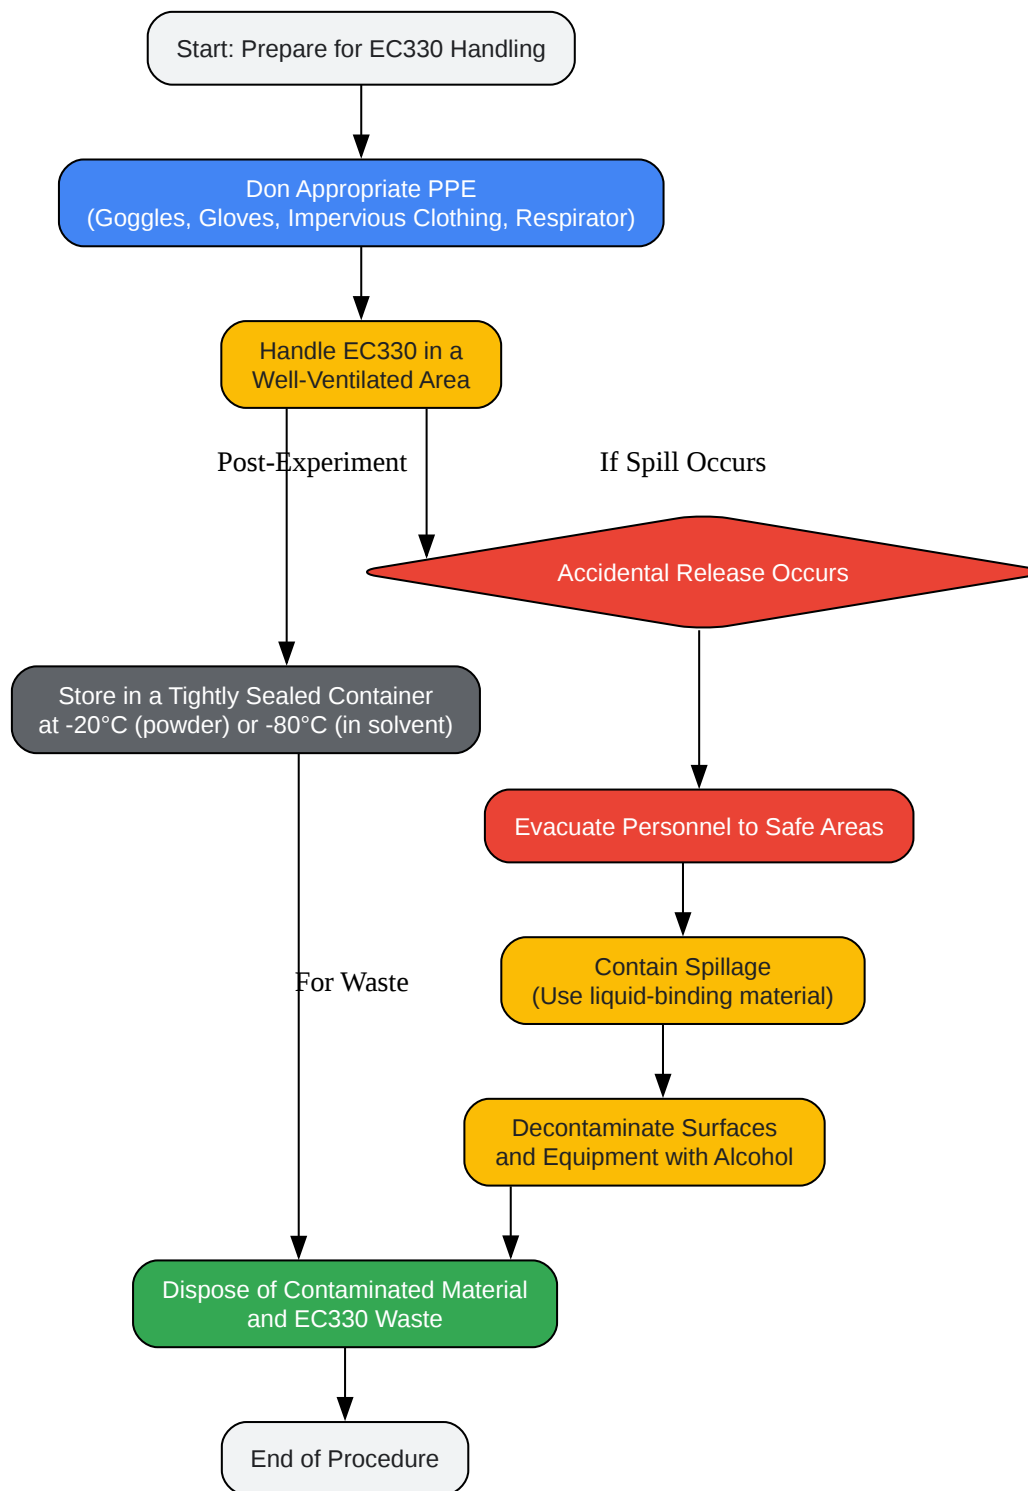 Start: Prepare for EC330 Handling
Don Appropriate PPE
(Goggles, Gloves, Impervious Clothing, Respirator)
Handle EC330 in a
Well-Ventilated Area
Post-Experiment
If Spill Occurs
Accidental Release Occurs
Store in a Tightly Sealed Container
at -20°C (powder) or -80°C (in solvent)
Evacuate Personnel to Safe Areas
Contain Spillage
(Use liquid-binding material)
For Waste
Decontaminate Surfaces
and Equipment with Alcohol
Dispose of Contaminated Material
and EC330 Waste
End of Procedure